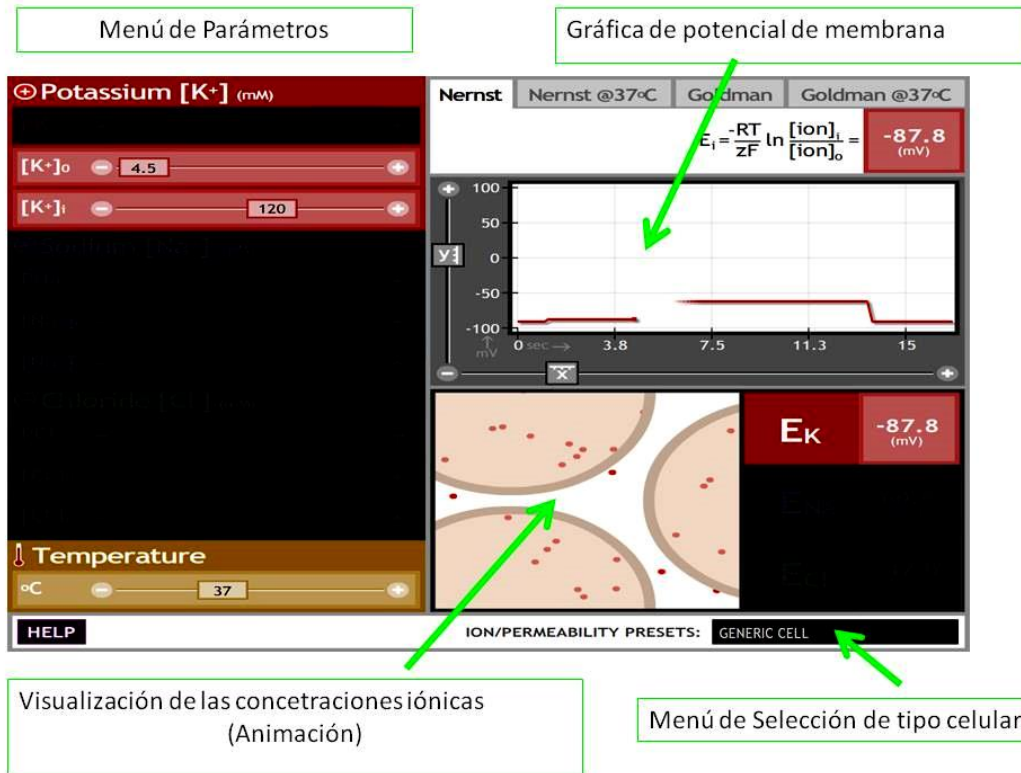 Menú de Parámetros
Gráfica de potencial de membrana
Potassium [K+] (mM)
[K+]o 4.5
[K+]i 120
Nernst Nernst @37ºC Goldman Goldman @37ºC
Ei = -RT/zF ln [ion]i/[ion]o = -87.8 (mV)
100
50
y
0
-50
-100
mV
0 sec → 3.8 7.5 11.3 15
x
EK -87.8 (mV)
Temperature
ºC 37
HELP
ION/PERMEABILITY PRESETS: GENERIC CELL
Visualización de las concetraciones iónicas
(Animación)
Menú de Selección de tipo celular